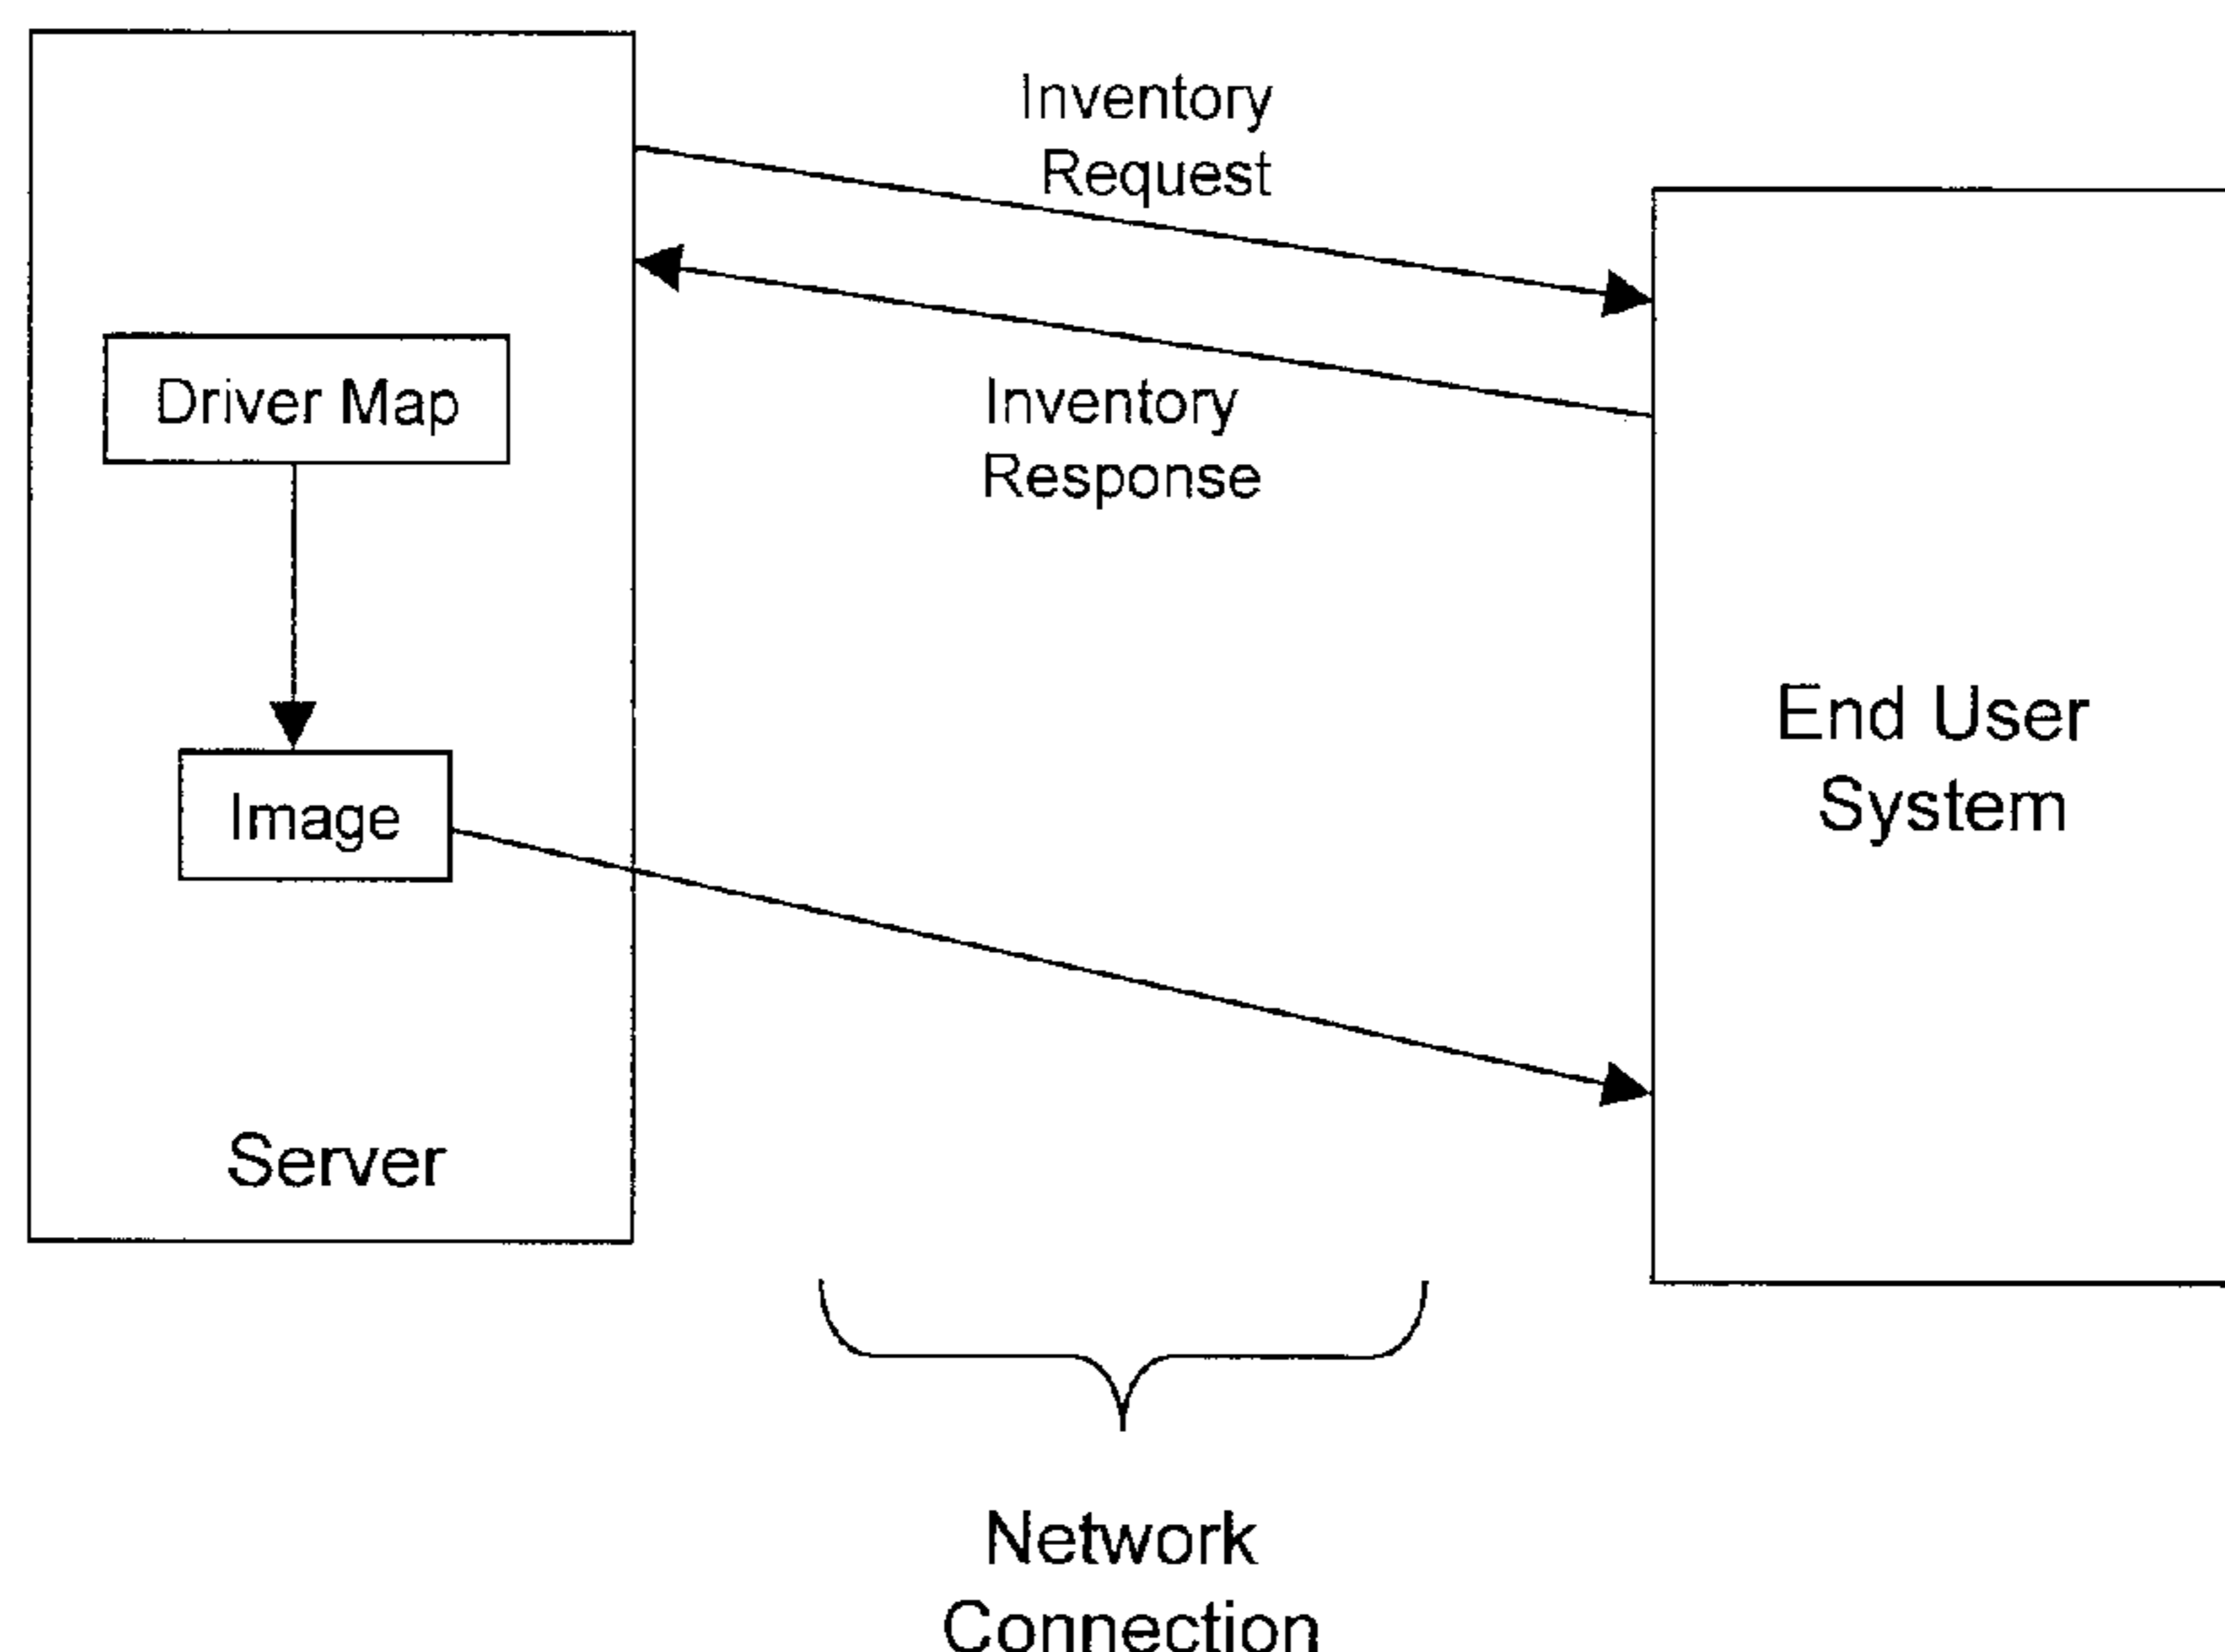 Inventory
Request
Driver Map
Inventory
Response
End User
System
Image
Server
Network
Connection